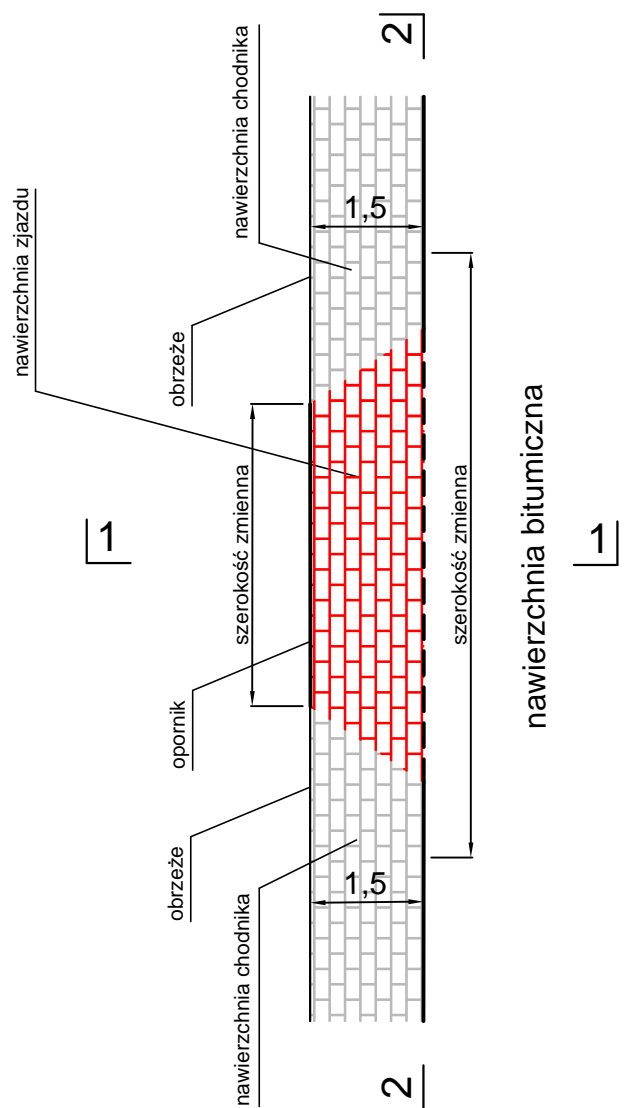 nawierzchnia zjazdu
nawierzchnia chodnika
obrzeże
2
1,5
1
szerokość zmienna
szerokość zmienna
nawierzchnia bitumiczna
1
opornik
obrzeże
nawierzchnia chodnika
1,5
2